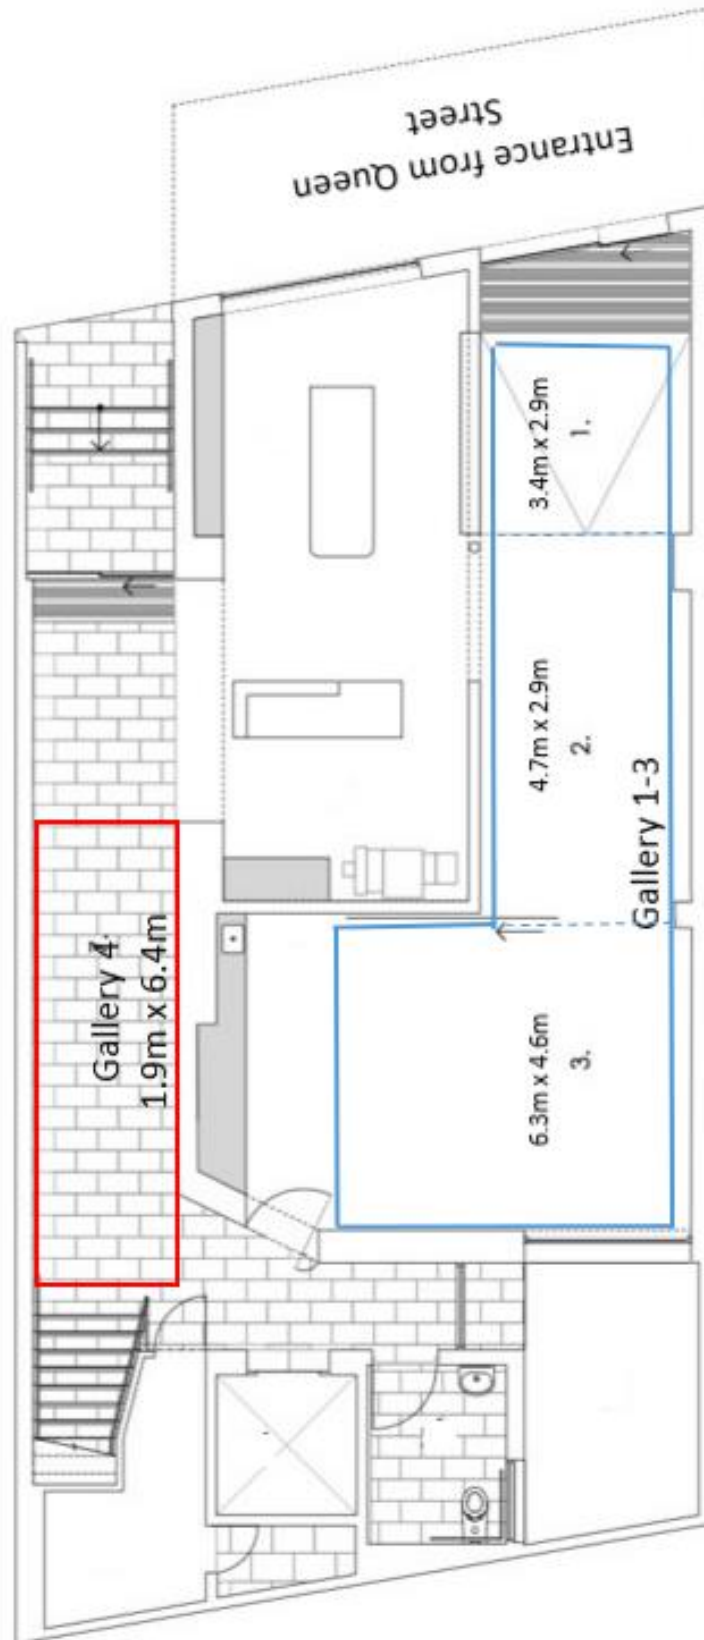 Entrance from Queen
Street
3.4m x 2.9m
1.
4.7m x 2.9m
2.
Gallery 1-3
6.3m x 4.6m
3.
Gallery 4.
1.9m x 6.4m